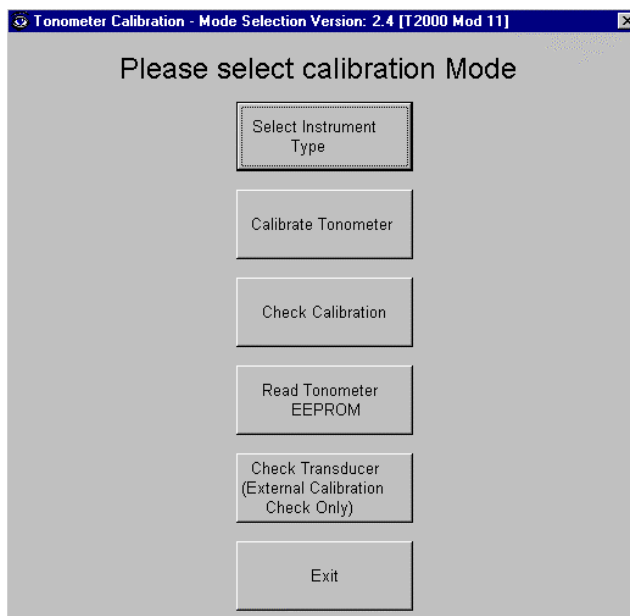 Tonometer Calibration - Mode Selection Version: 2.4 [T2000 Mod 11]
Please select calibration Mode
Select Instrument
Type
Calibrate Tonometer
Check Calibration
Read Tonometer
EEPROM
Check Transducer
(External Calibration
Check Only)
Exit